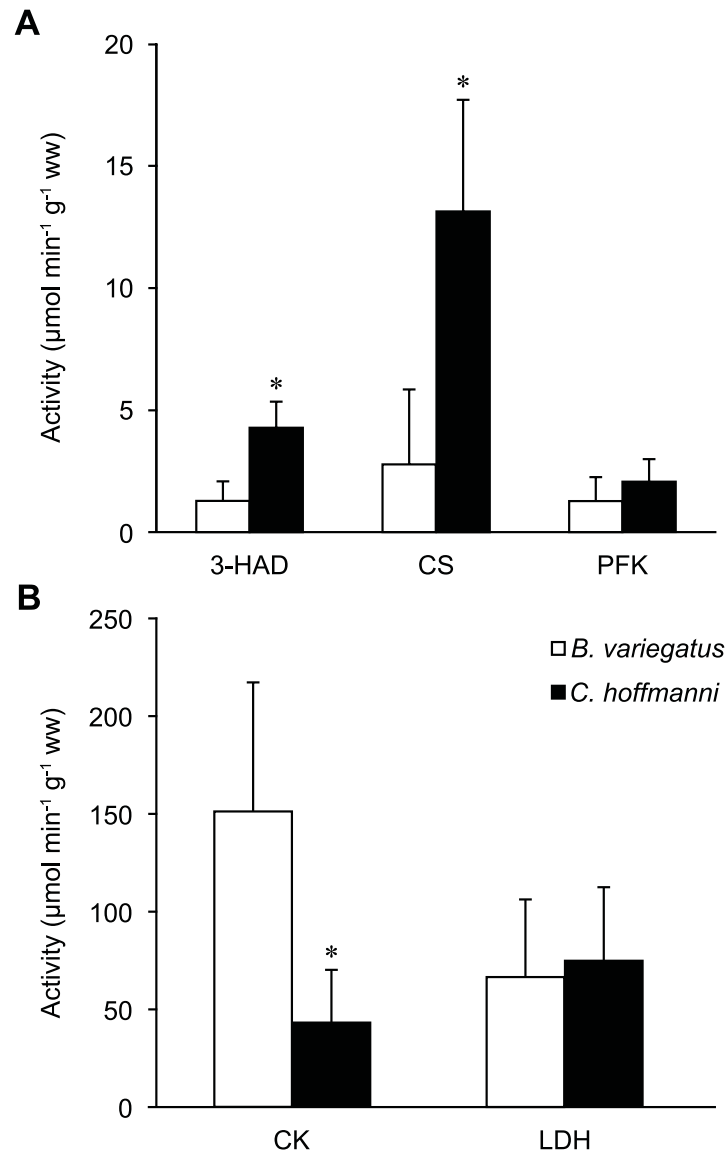 A
20
15
10
5
0
Activity (µmol min⁻¹ g⁻¹ ww)
*
*
3-HAD CS PFK
B
250
200
150
100
50
0
Activity (µmol min⁻¹ g⁻¹ ww)
B. variegatus
C. hoffmanni
*
CK LDH